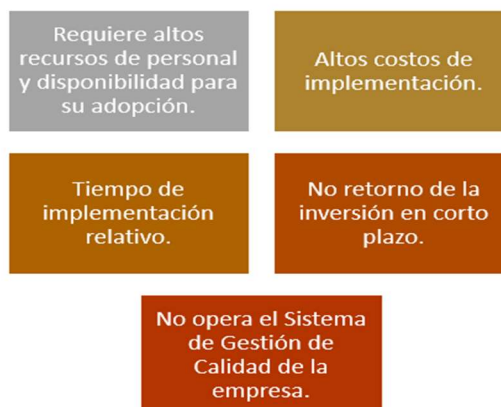 Requiere altos
recursos de personal
y disponibilidad para
su adopción.
Altos costos de
implementación.
Tiempo de
implementación
relativo.
No retorno de la
inversión en corto
plazo.
No opera el Sistema
de Gestión de
Calidad de la
empresa.